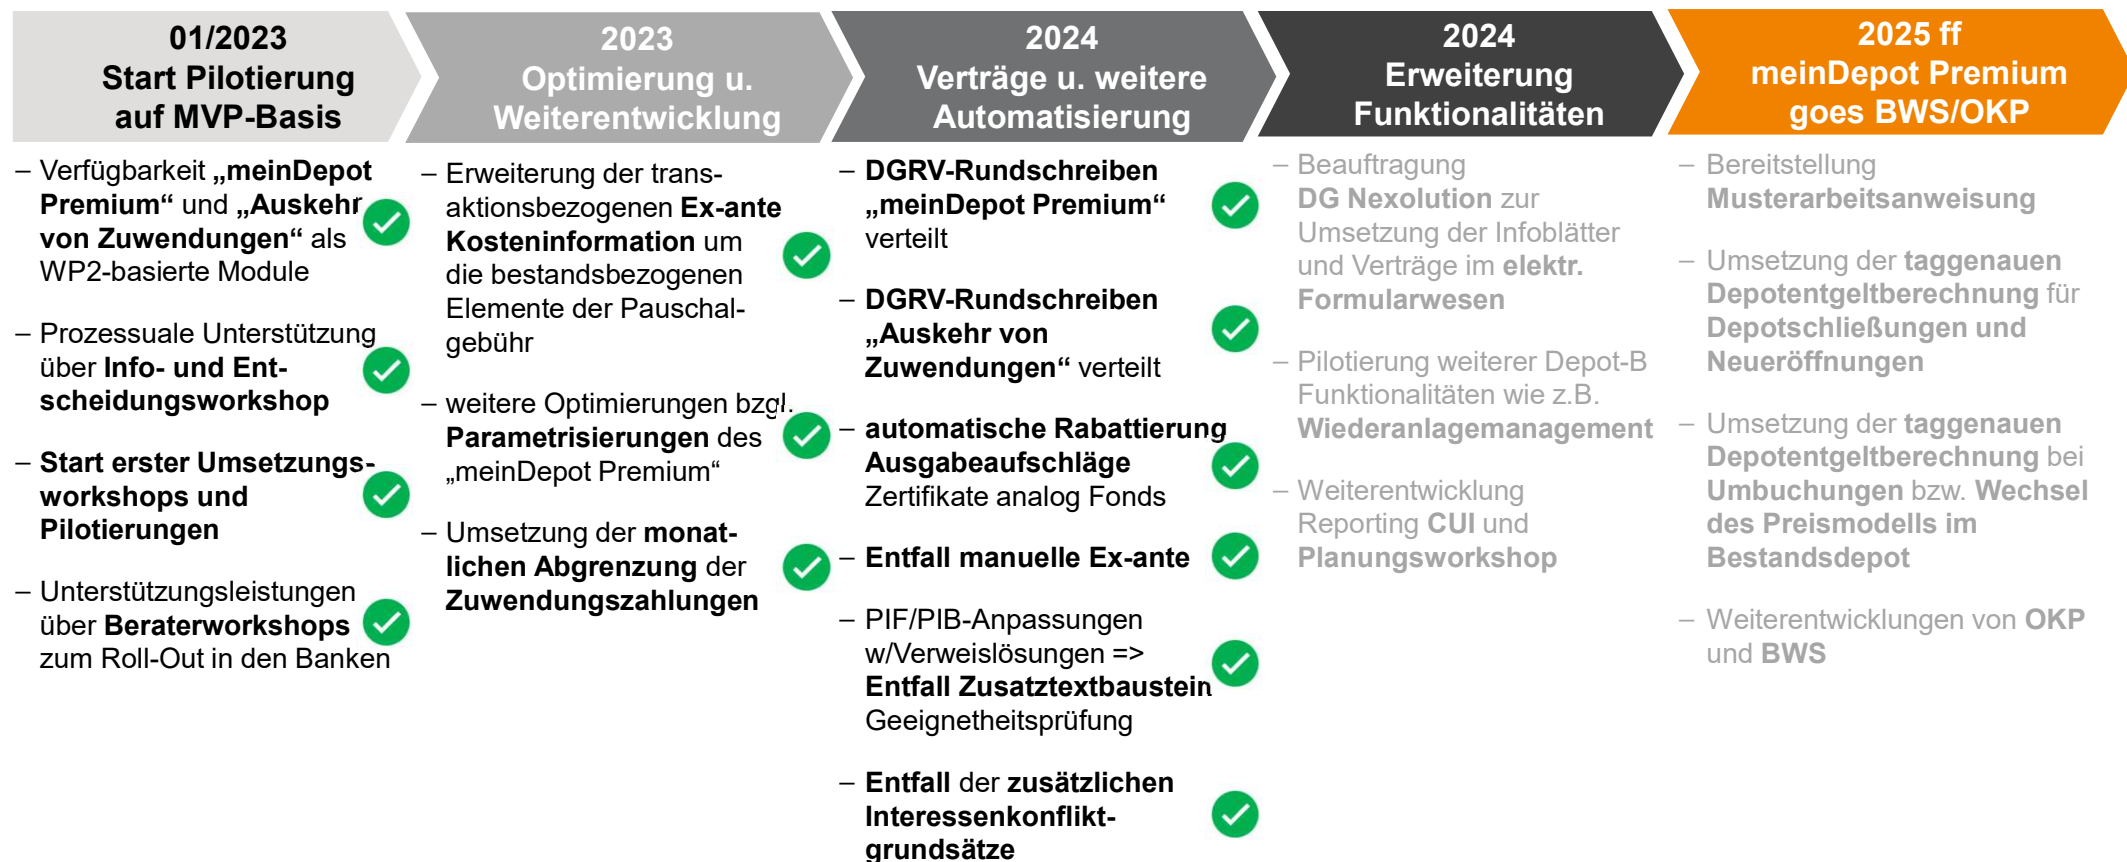 01/2023
Start Pilotierung
auf MVP-Basis
– Verfügbarkeit „meinDepot
Premium“ und „Auskehr
von Zuwendungen“ als
WP2-basierte Module
– Prozessuale Unterstützung
über Info- und Ent-
scheidungsworkshop
– Start erster Umsetzungs-
workshops und
Pilotierungen
– Unterstützungsleistungen
über Beraterworkshops
zum Roll-Out in den Banken
2023
Optimierung u.
Weiterentwicklung
– Erweiterung der trans-
aktionsbezogenen Ex-ante
Kosteninformation um
die bestandsbezogenen
Elemente der Pauschal-
gebühr
– weitere Optimierungen bzgl.
Parametrisierungen des
„meinDepot Premium“
– Umsetzung der monat-
lichen Abgrenzung der
Zuwendungszahlungen
2024
Verträge u. weitere
Automatisierung
– DGRV-Rundschreiben
„meinDepot Premium“
verteilt
– DGRV-Rundschreiben
„Auskehr von
Zuwendungen“ verteilt
– automatische Rabattierung
Ausgabeaufschläge
Zertifikate analog Fonds
– Entfall manuelle Ex-ante
– PIF/PIB-Anpassungen
w/Verweislösungen =>
Entfall Zusatztextbaustein
Geeignetheitsprüfung
– Entfall der zusätzlichen
Interessenkonflikt-
grundsätze
2024
Erweiterung
Funktionalitäten
– Beauftragung
DG Nexolution zur
Umsetzung der Infoblätter
und Verträge im elektr.
Formularwesen
– Pilotierung weiterer Depot-B
Funktionalitäten wie z.B.
Wiederanlagemanagement
– Weiterentwicklung
Reporting CUI und
Planungsworkshop
2025 ff
meinDepot Premium
goes BWS/OKP
– Bereitstellung
Musterarbeitsanweisung
– Umsetzung der taggenauen
Depotentgeltberechnung für
Depotschließungen und
Neueröffnungen
– Umsetzung der taggenauen
Depotentgeltberechnung bei
Umbuchungen bzw. Wechsel
des Preismodells im
Bestandsdepot
– Weiterentwicklungen von OKP
und BWS